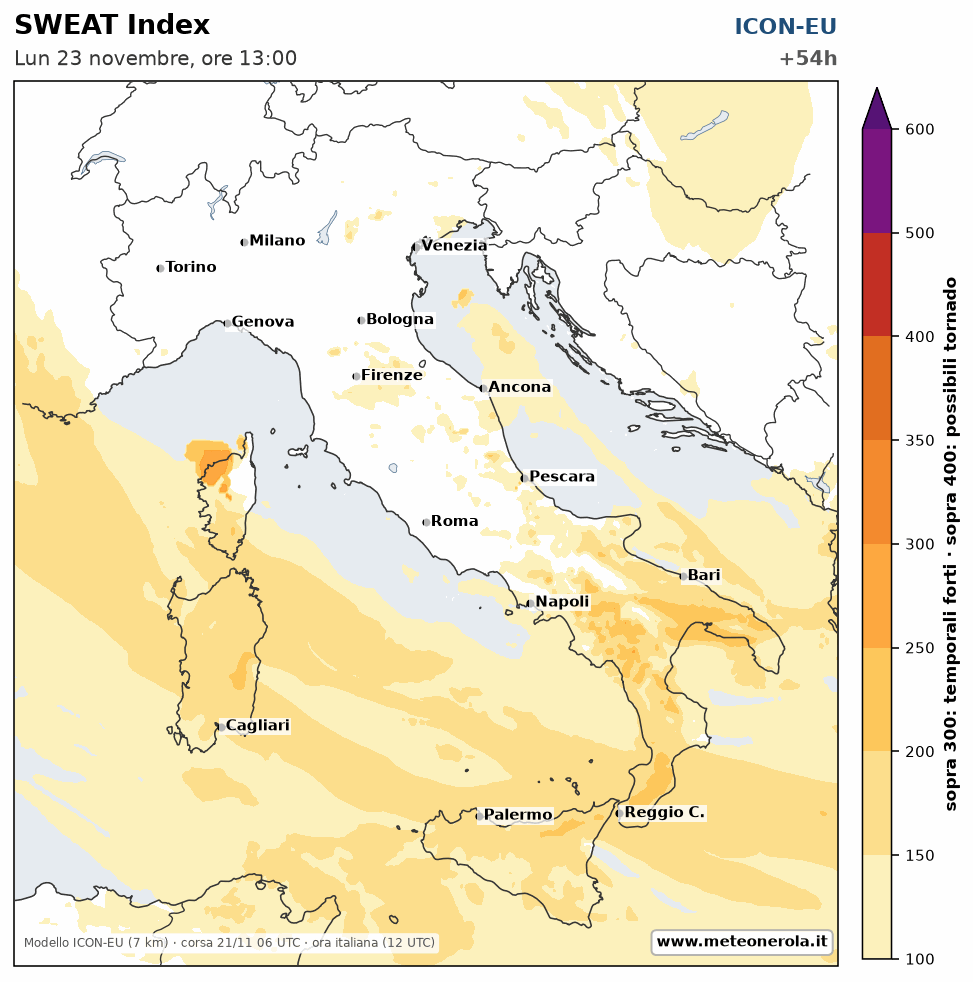 SWEAT Index
ICON-EU
Lun 23 novembre, ore 13:00
+54h
600
500
400
350
300
250
200
150
100
sopra 300: temporali forti · sopra 400: possibili tornado
Milano
Venezia
Torino
Genova
Bologna
Firenze
Ancona
Pescara
Roma
Bari
Napoli
Cagliari
Palermo
Reggio C.
Modello ICON-EU (7 km) · corsa 21/11 06 UTC · ora italiana (12 UTC)
www.meteonerola.it